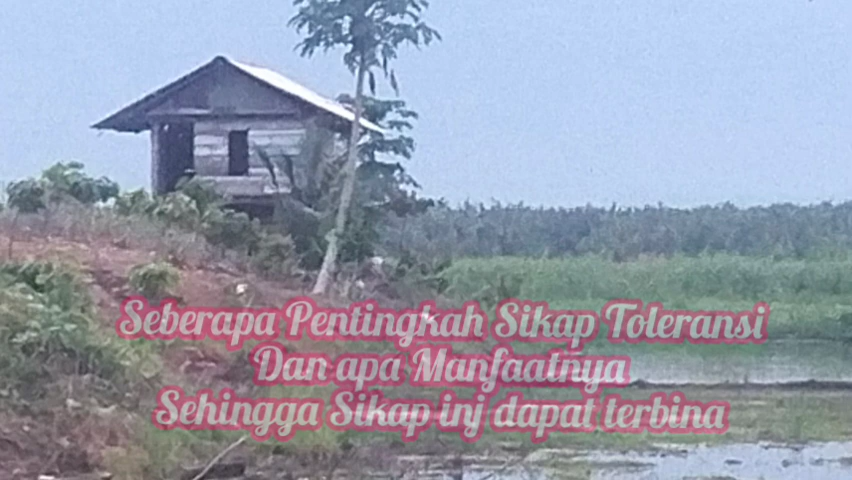 Seberapa Pentingkah Sikap Toleransi
Dan apa Manfaatnya
Sehingga Sikap inj dapat terbina